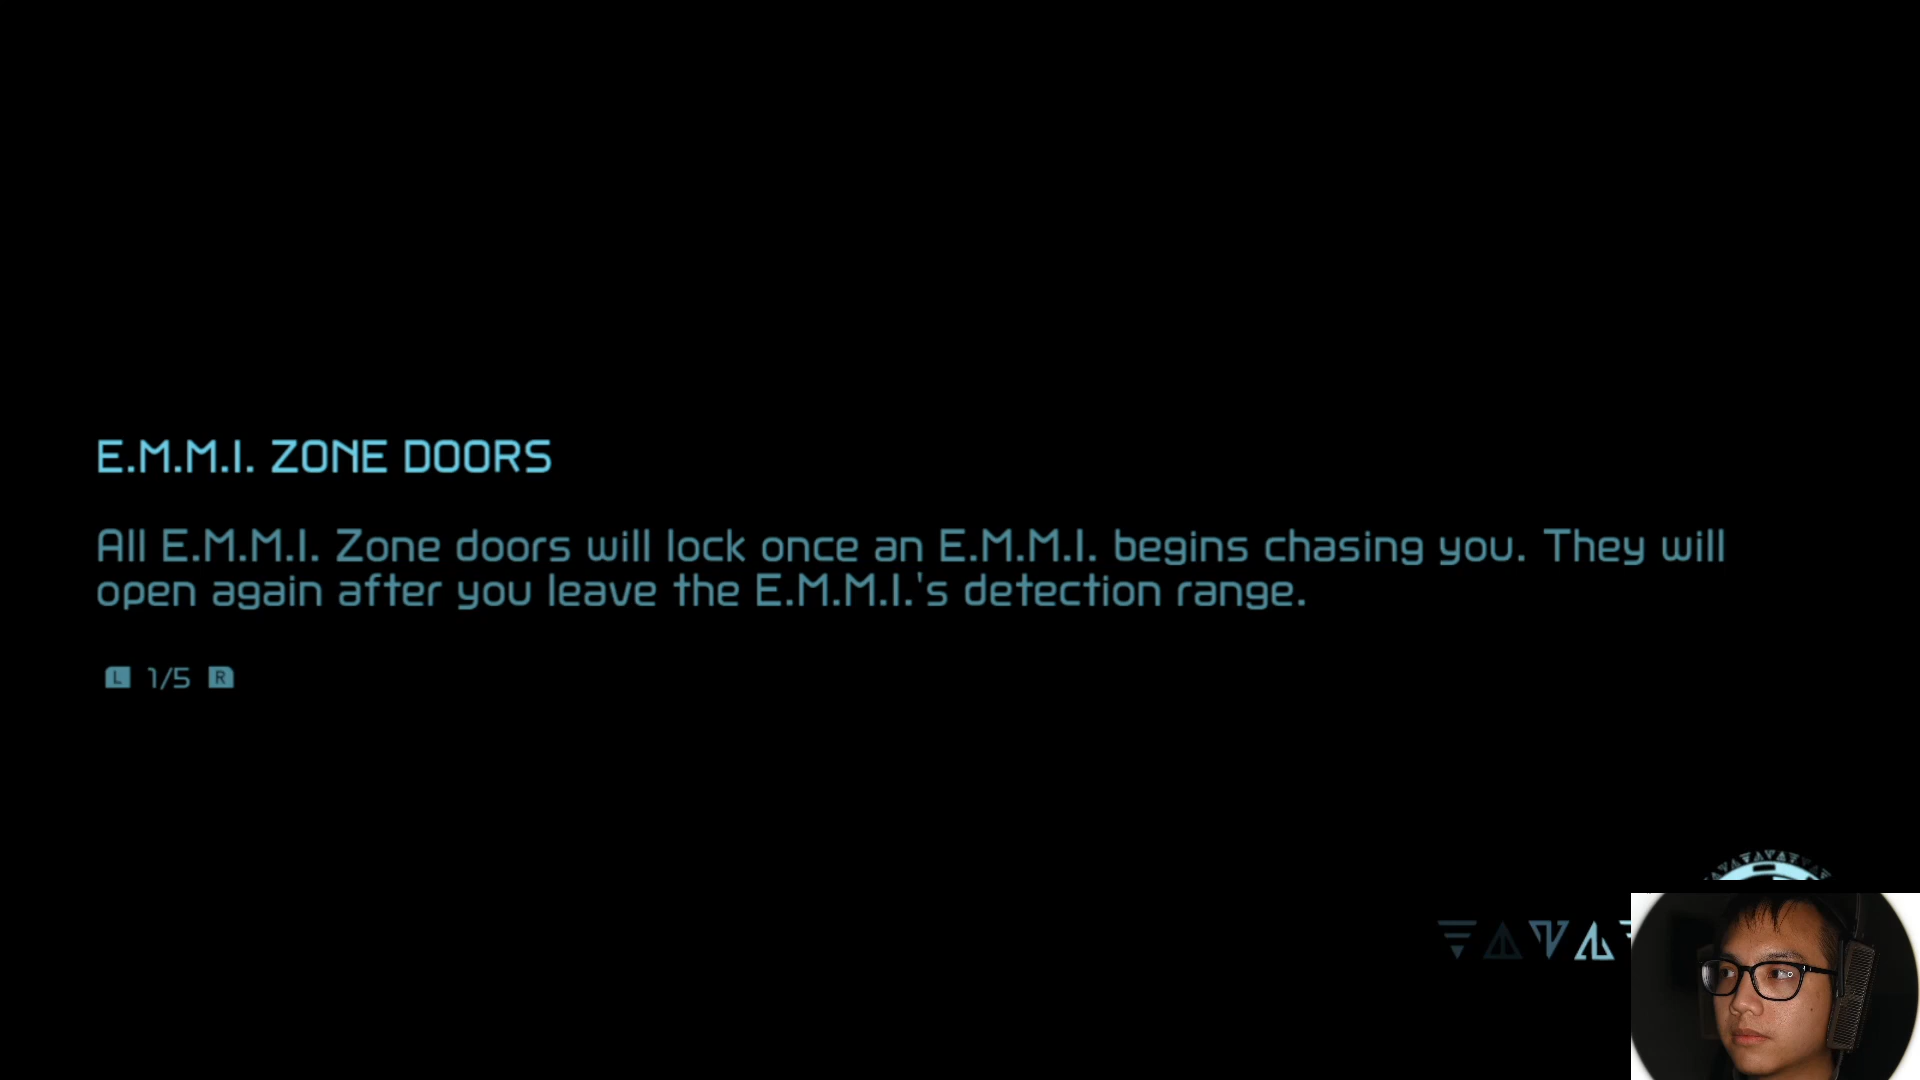 E.M.M.I. ZONE DOORS
All E.M.M.I. Zone doors will lock once an E.M.M.I. begins chasing you. They will
open again after you leave the E.M.M.I.'s detection range.
L 1/5 R